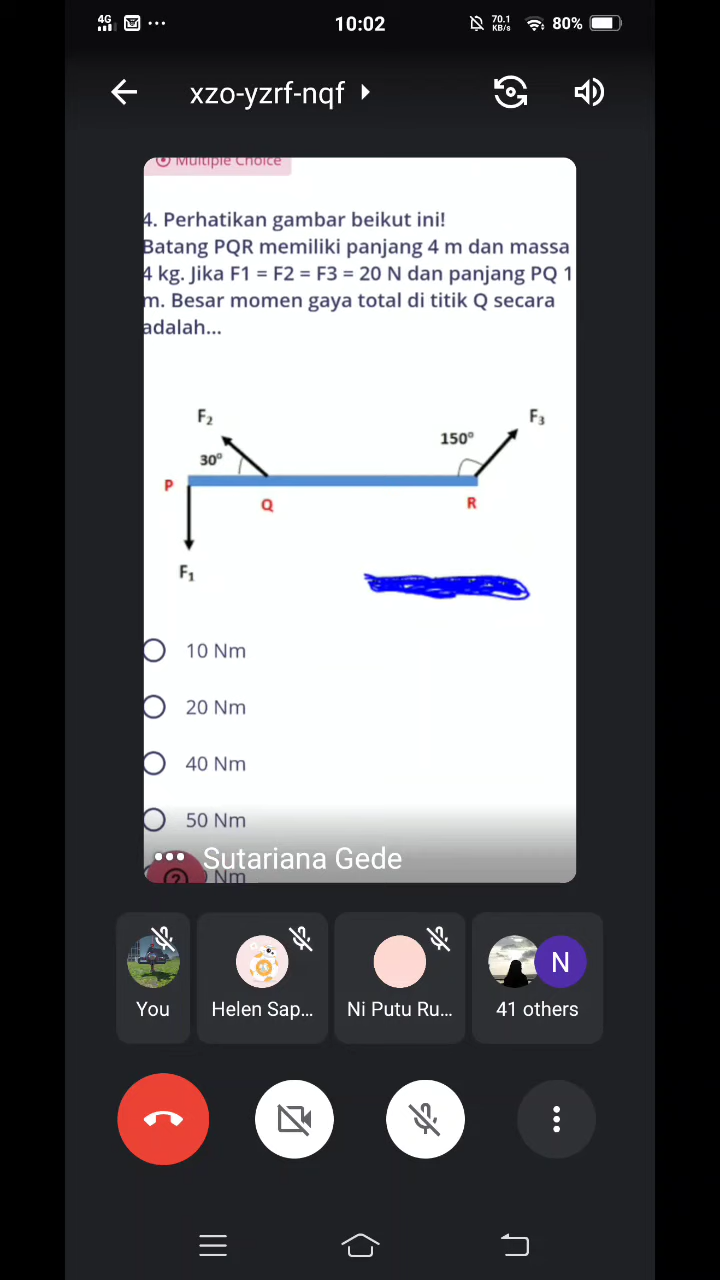 4G
10:02
70.1
KB/s
80%
xzo-yzrf-nqf
Multiple Choice
4. Perhatikan gambar beikut ini!
Batang PQR memiliki panjang 4 m dan massa
4 kg. Jika F1 = F2 = F3 = 20 N dan panjang PQ 1
m. Besar momen gaya total di titik Q secara
adalah...
F2
F3
150°
30°
P
Q
R
F1
10 Nm
20 Nm
40 Nm
50 Nm
Nm
Sutariana Gede
N
You
Helen Sap...
Ni Putu Ru...
41 others